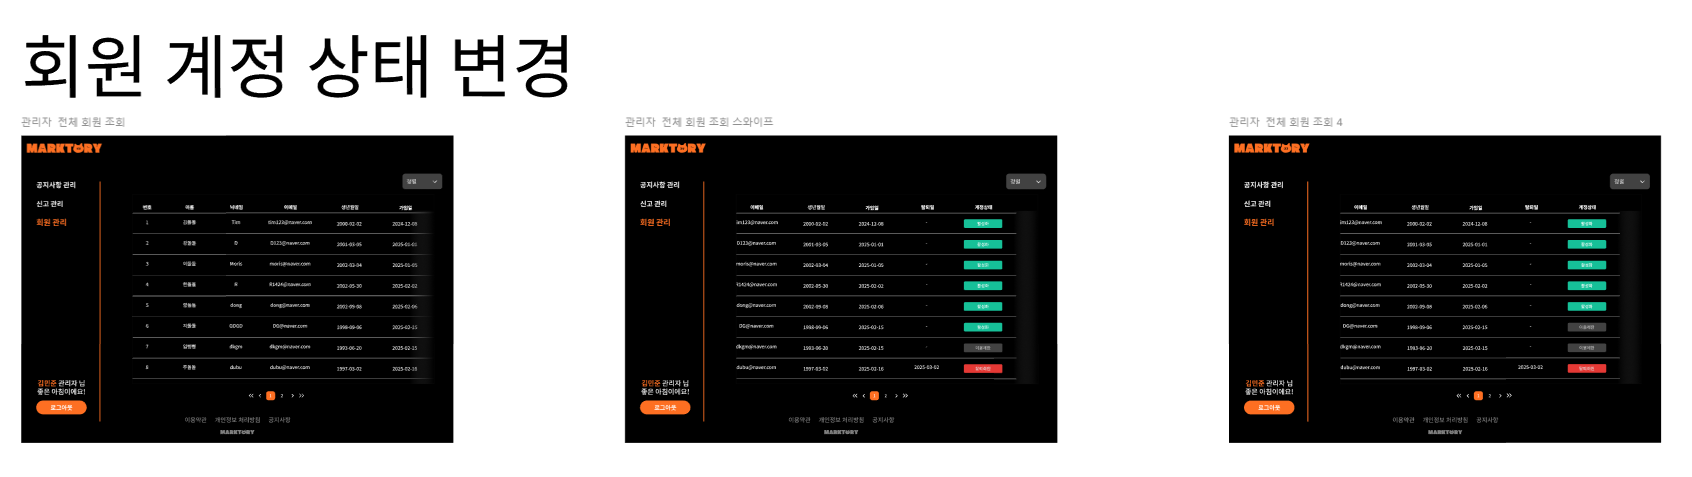 회원 계정 상태 변경
관리자 전체 회원 조회
MARKTORY
공지사항 관리
신고 관리
회원 관리
정렬
번호 이름 닉네임 이메일 생년월일 가입일
1 Tim tim123@naver.com 2000-02-02 2024-12-08
2 D D123@naver.com 2001-03-05 2025-01-01
3 Moris moris@naver.com 2002-03-04 2025-01-05
4 R R1424@naver.com 2002-05-30 2025-02-02
5 dong dong@naver.com 2002-09-08 2025-02-06
6 GDGD DG@naver.com 1998-09-06 2025-02-15
7 dkgm dkgm@naver.com 1993-06-20 2025-02-15
8 dubu dubu@naver.com 1997-03-02 2025-02-16
김민준 관리자 님
좋은 아침이에요!
로그아웃
<< < 1 2 > >>
이용약관 개인정보 처리방침 공지사항
MARKTORY
관리자 전체 회원 조회 스와이프
MARKTORY
공지사항 관리
신고 관리
회원 관리
정렬
이메일 생년월일 가입일 탈퇴일 계정상태
im123@naver.com 2000-02-02 2024-12-08 - 활성화
D123@naver.com 2001-03-05 2025-01-01 - 활성화
moris@naver.com 2002-03-04 2025-01-05 - 활성화
R1424@naver.com 2002-05-30 2025-02-02 - 활성화
dong@naver.com 2002-09-08 2025-02-06 - 활성화
DG@naver.com 1998-09-06 2025-02-15 - 활성화
dkgm@naver.com 1993-06-20 2025-02-15 - 이용제한
dubu@naver.com 1997-03-02 2025-02-16 2025-03-02 탈퇴회원
김민준 관리자 님
좋은 아침이에요!
로그아웃
<< < 1 2 > >>
이용약관 개인정보 처리방침 공지사항
MARKTORY
관리자 전체 회원 조회 4
MARKTORY
공지사항 관리
신고 관리
회원 관리
정렬
이메일 생년월일 가입일 탈퇴일 계정상태
im123@naver.com 2000-02-02 2024-12-08 - 활성화
D123@naver.com 2001-03-05 2025-01-01 - 활성화
moris@naver.com 2002-03-04 2025-01-05 - 활성화
R1424@naver.com 2002-05-30 2025-02-02 - 활성화
dong@naver.com 2002-09-08 2025-02-06 - 활성화
DG@naver.com 1998-09-06 2025-02-15 - 이용제한
dkgm@naver.com 1993-06-20 2025-02-15 - 이용제한
dubu@naver.com 1997-03-02 2025-02-16 2025-03-02 탈퇴회원
김민준 관리자 님
좋은 아침이에요!
로그아웃
<< < 1 2 > >>
이용약관 개인정보 처리방침 공지사항
MARKTORY